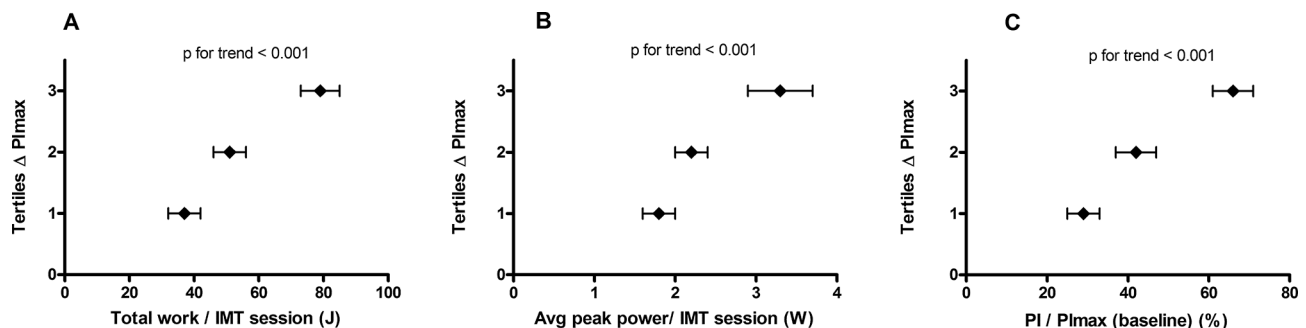 A
p for trend < 0.001
Tertiles Δ PImax
3
2
1
0
0 20 40 60 80 100
Total work / IMT session (J)
B
p for trend < 0.001
Tertiles Δ PImax
3
2
1
0
0 1 2 3 4
Avg peak power/ IMT session (W)
C
p for trend < 0.001
Tertiles Δ PImax
3
2
1
0
0 20 40 60 80
PI / PImax (baseline) (%)